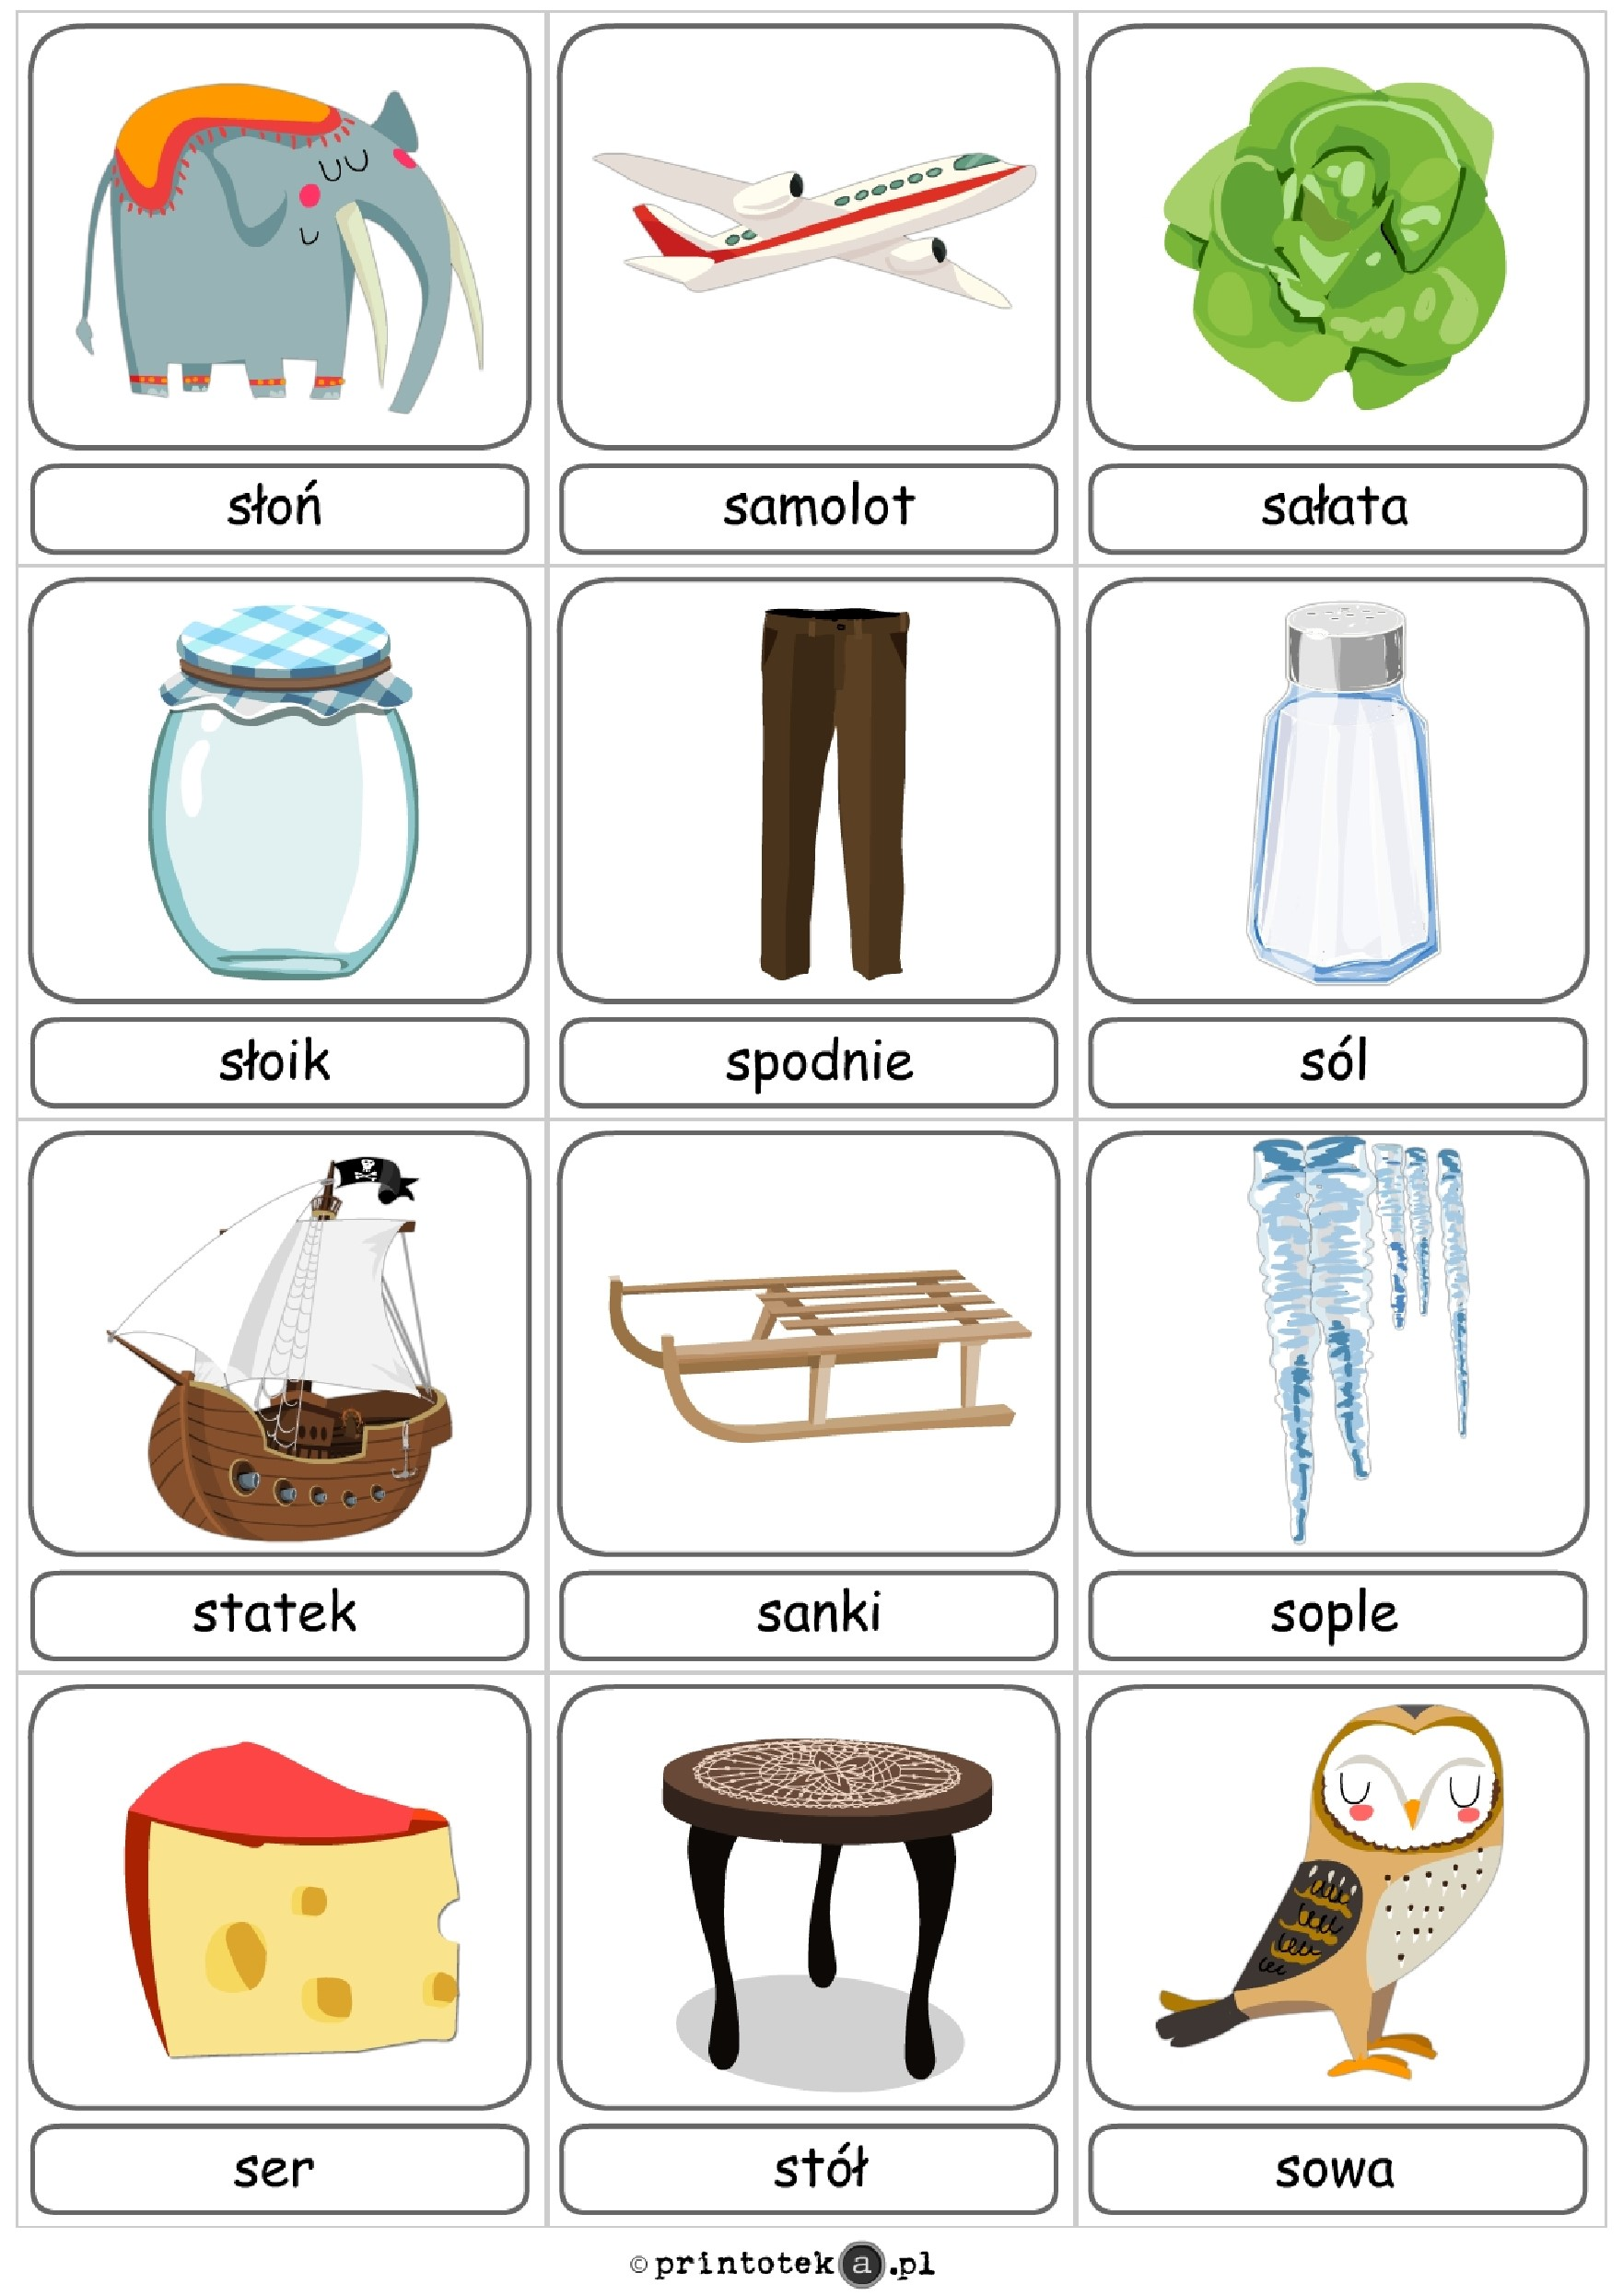 słoń
samolot
sałata
słoik
spodnie
sól
statek
sanki
sople
ser
stół
sowa
© printoteka.pl